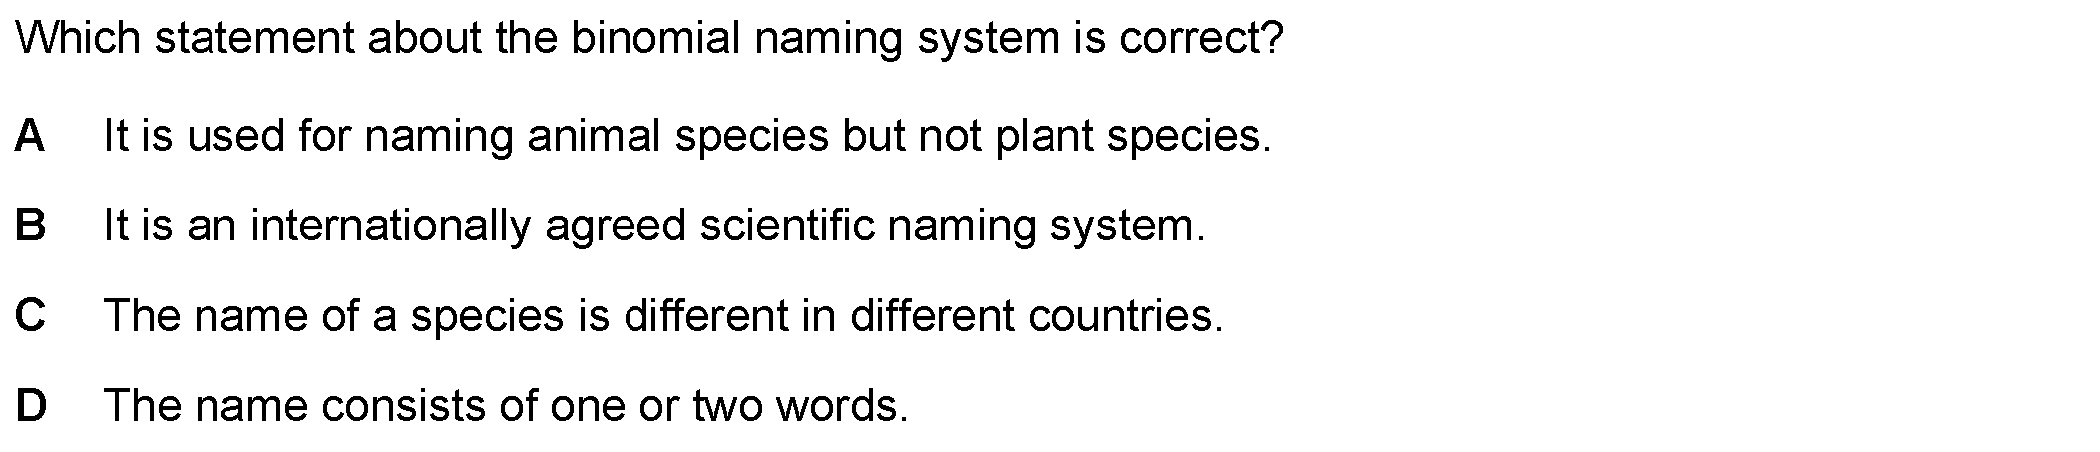 Which statement about the binomial naming system is correct?
A It is used for naming animal species but not plant species.
B It is an internationally agreed scientific naming system.
C The name of a species is different in different countries.
D The name consists of one or two words.